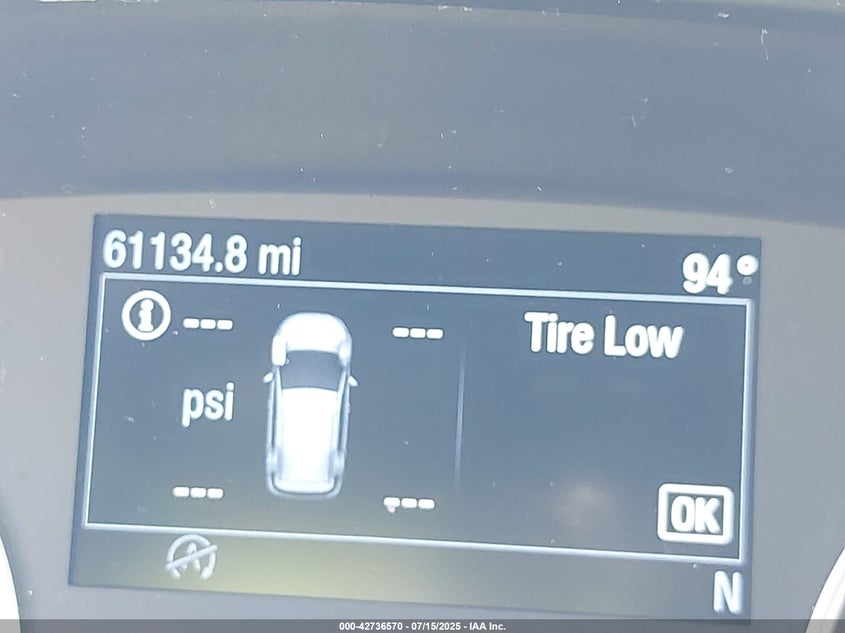 61134.8 mi
94°
---
---
Tire Low
psi
---
---
OK
N
000-42736570 - 07/15/2025 - IAA Inc.